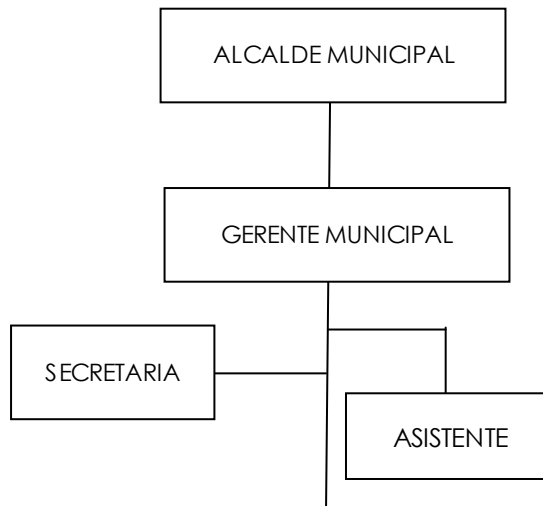 ALCALDE MUNICIPAL
GERENTE MUNICIPAL
SECRETARIA
ASISTENTE